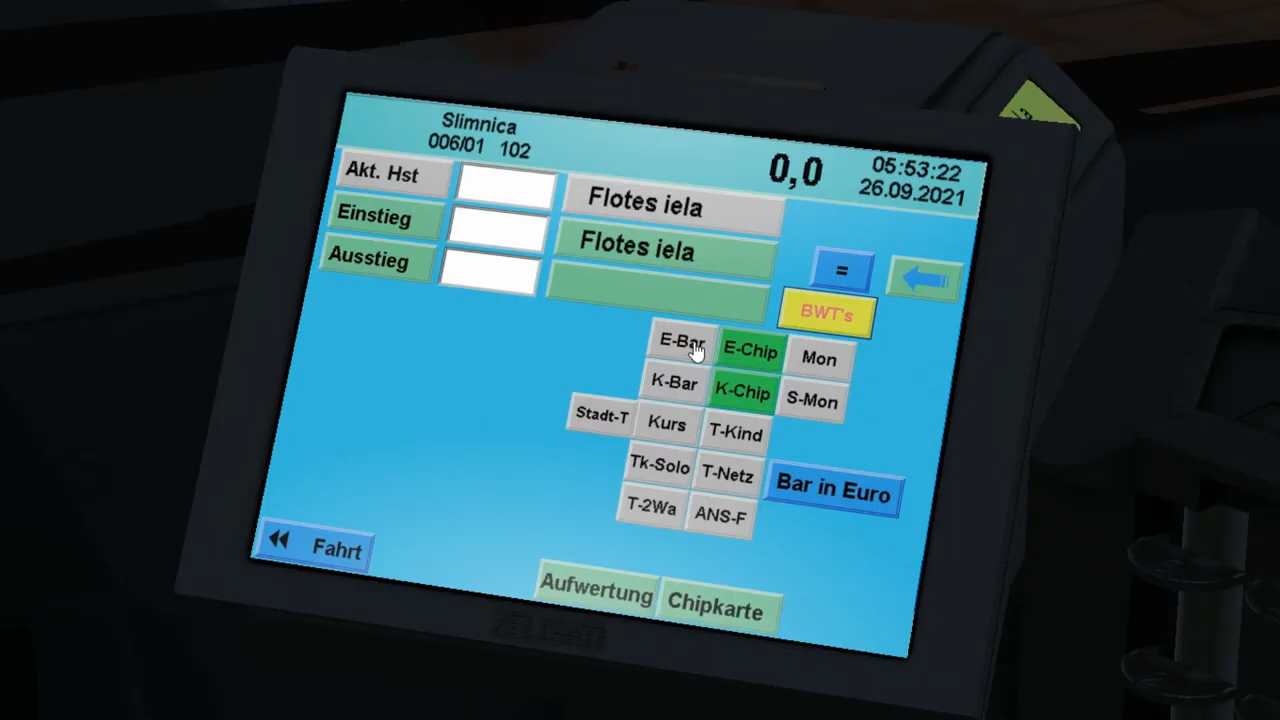 Slimnica
006/01 102
0,0
05:53:22
26.09.2021
Akt. Hst
Flotes iela
Einstieg
Flotes iela
Ausstieg
=
BWT's
E-Bar E-Chip Mon
K-Bar K-Chip S-Mon
Stadt-T Kurs T-Kind
Tk-Solo T-Netz Bar in Euro
T-2Wa ANS-F
Fahrt
Aufwertung Chipkarte